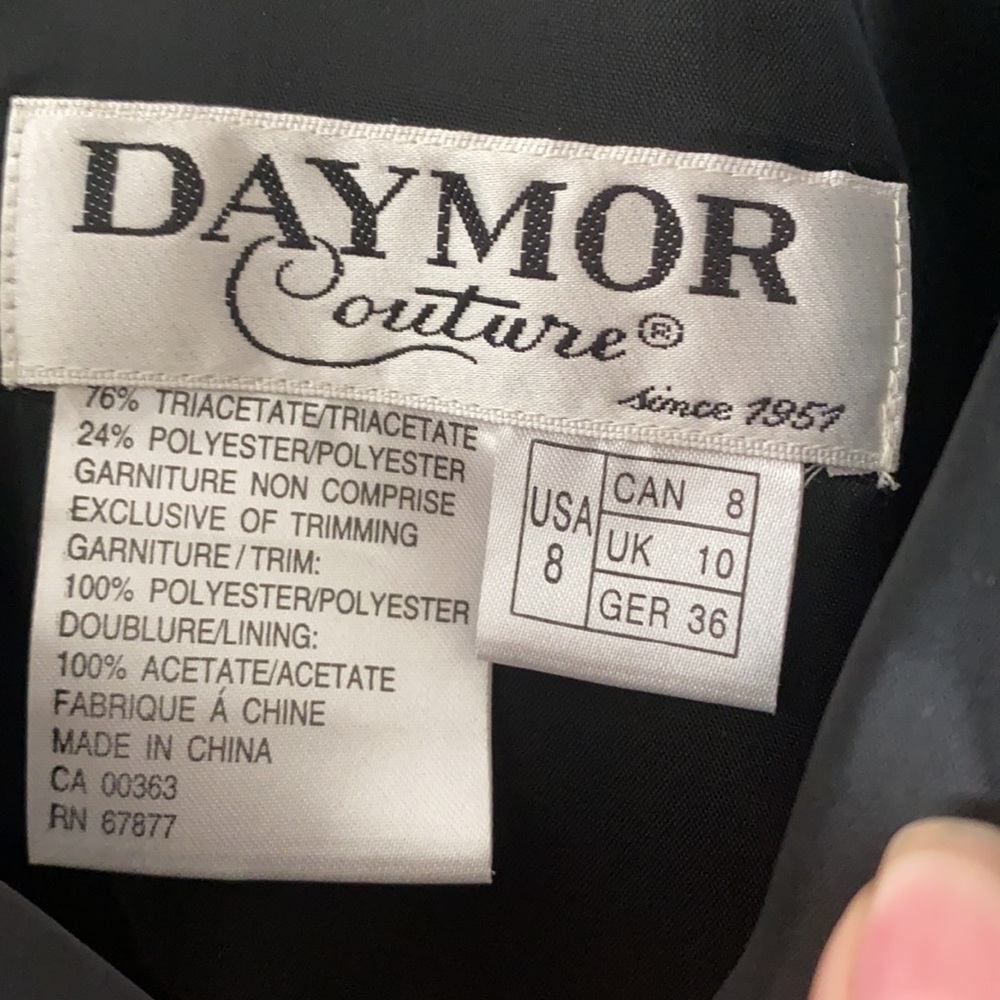 DAYMOR
Couture®
since 1951
76% TRIACETATE/TRIACETATE
24% POLYESTER/POLYESTER
GARNITURE NON COMPRISE
EXCLUSIVE OF TRIMMING
GARNITURE/TRIM:
100% POLYESTER/POLYESTER
DOUBLURE/LINING:
100% ACETATE/ACETATE
FABRIQUE Á CHINE
MADE IN CHINA
CA 00363
RN 67877
USA
8
CAN 8
UK 10
GER 36